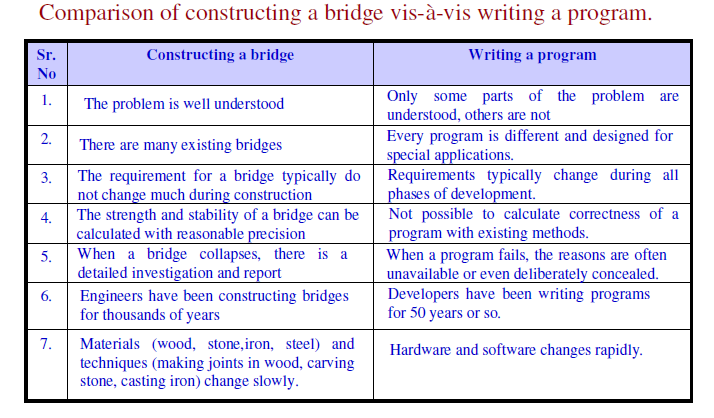 Comparison of constructing a bridge vis-à-vis writing a program.
Sr. No
Constructing a bridge
Writing a program
1.
The problem is well understood
Only some parts of the problem are
understood, others are not
2.
There are many existing bridges
Every program is different and designed for
special applications.
3.
The requirement for a bridge typically do
not change much during construction
Requirements typically change during all
phases of development.
4.
The strength and stability of a bridge can be
calculated with reasonable precision
Not possible to calculate correctness of a
program with existing methods.
5.
When a bridge collapses, there is a
detailed investigation and report
When a program fails, the reasons are often
unavailable or even deliberately concealed.
6.
Engineers have been constructing bridges
for thousands of years
Developers have been writing programs
for 50 years or so.
7.
Materials (wood, stone,iron, steel) and
techniques (making joints in wood, carving
stone, casting iron) change slowly.
Hardware and software changes rapidly.